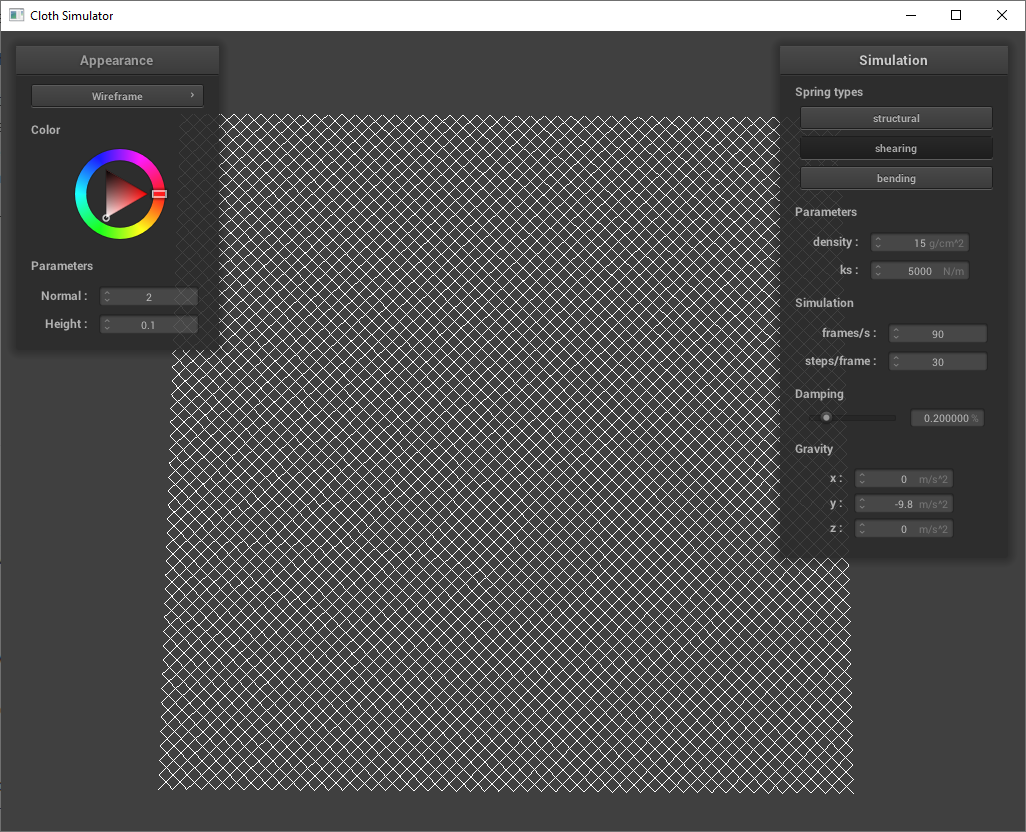 Cloth Simulator
Appearance
Wireframe
Color
Parameters
Normal : 2
Height : 0.1
Simulation
Spring types
structural
shearing
bending
Parameters
density : 15 g/cm^2
ks : 5000 N/m
Simulation
frames/s : 90
steps/frame : 30
Damping
0.200000 %
Gravity
x : 0 m/s^2
y : -9.8 m/s^2
z : 0 m/s^2